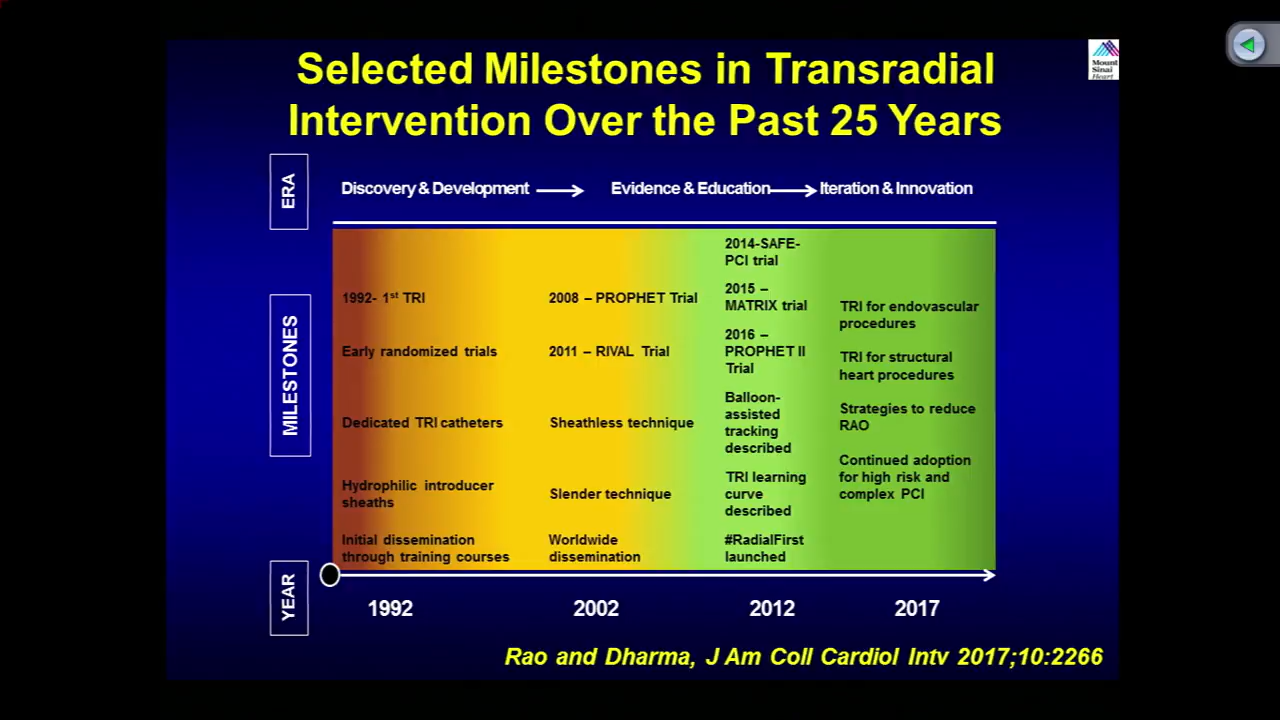 Selected Milestones in Transradial
Intervention Over the Past 25 Years
Mount
Sinai
Heart
ERA
Discovery & Development
Evidence & Education
Iteration & Innovation
MILESTONES
1992- 1st TRI
Early randomized trials
Dedicated TRI catheters
Hydrophilic introducer
sheaths
Initial dissemination
through training courses
2008 – PROPHET Trial
2011 – RIVAL Trial
Sheathless technique
Slender technique
Worldwide
dissemination
2014-SAFE-
PCI trial
2015 –
MATRIX trial
2016 –
PROPHET II
Trial
Balloon-
assisted
tracking
described
TRI learning
curve
described
#RadialFirst
launched
TRI for endovascular
procedures
TRI for structural
heart procedures
Strategies to reduce
RAO
Continued adoption
for high risk and
complex PCI
YEAR
1992
2002
2012
2017
Rao and Dharma, J Am Coll Cardiol Intv 2017;10:2266